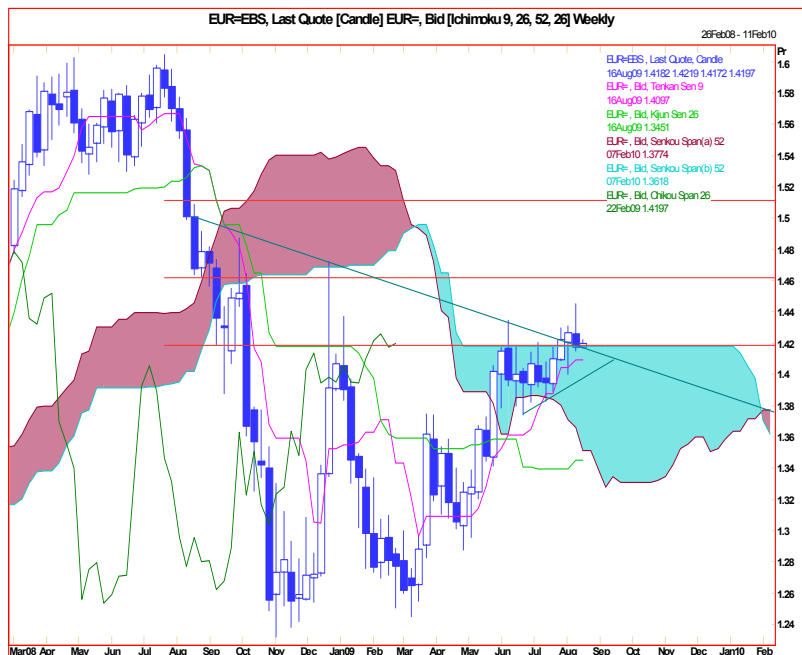 EUR=EBS, Last Quote [Candle] EUR=, Bid [Ichimoku 9, 26, 52, 26] Weekly
26Feb08 - 11Feb10
Pr
EUR=EBS , Last Quote, Candle
16Aug09 1.4182 1.4219 1.4172 1.4197
EUR= , Bid, Tenkan Sen 9
16Aug09 1.4097
EUR= , Bid, Kijun Sen 26
16Aug09 1.3451
EUR= , Bid, Senkou Span(a) 52
07Feb10 1.3774
EUR= , Bid, Senkou Span(b) 52
07Feb10 1.3618
EUR= , Bid, Chikou Span 26
22Feb09 1.4197
1.6
1.58
1.56
1.54
1.52
1.5
1.48
1.46
1.44
1.42
1.4
1.38
1.36
1.34
1.32
1.3
1.28
1.26
1.24
Mar08 Apr May Jun Jul Aug Sep Oct Nov Dec Jan09 Feb Mar Apr May Jun Jul Aug Sep Oct Nov Dec Jan10 Feb